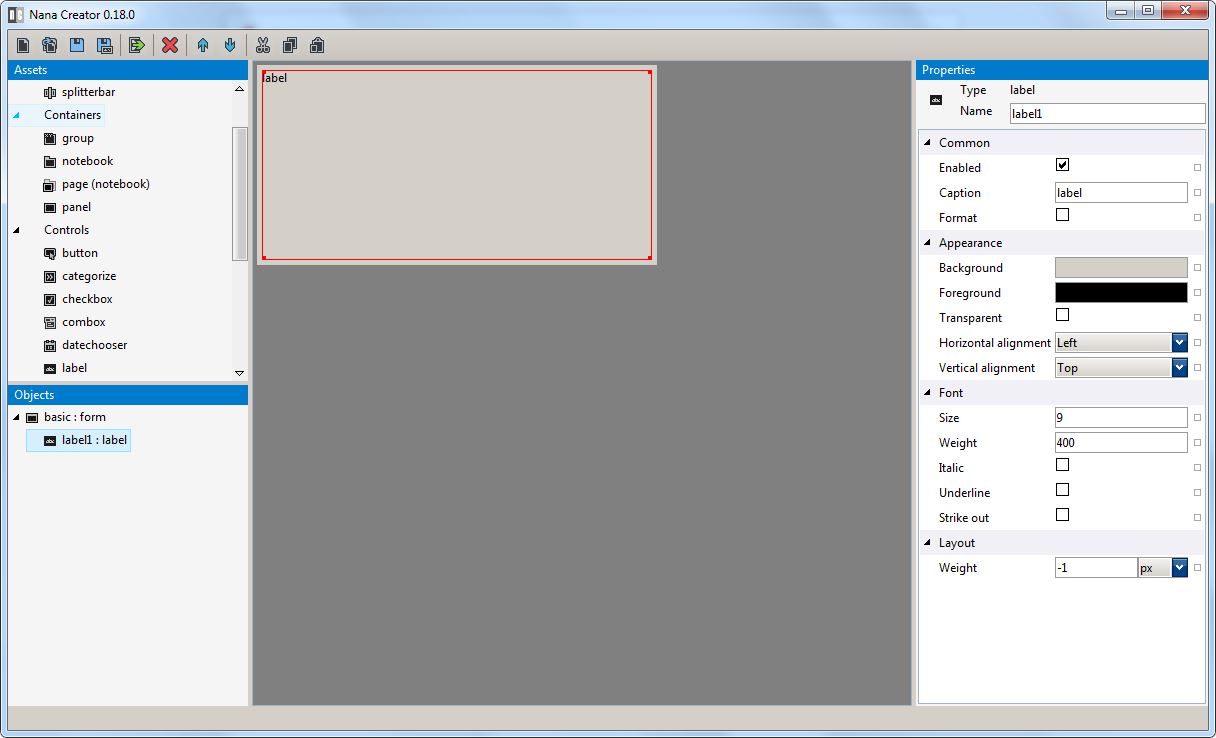 Nana Creator 0.18.0
Assets
splitterbar
Containers
group
notebook
page (notebook)
panel
Controls
button
categorize
checkbox
combox
datechooser
label
Objects
basic : form
label1 : label
label
Properties
Type label
Name label1
Common
Enabled
Caption label
Format
Appearance
Background
Foreground
Transparent
Horizontal alignment Left
Vertical alignment Top
Font
Size 9
Weight 400
Italic
Underline
Strike out
Layout
Weight -1 px